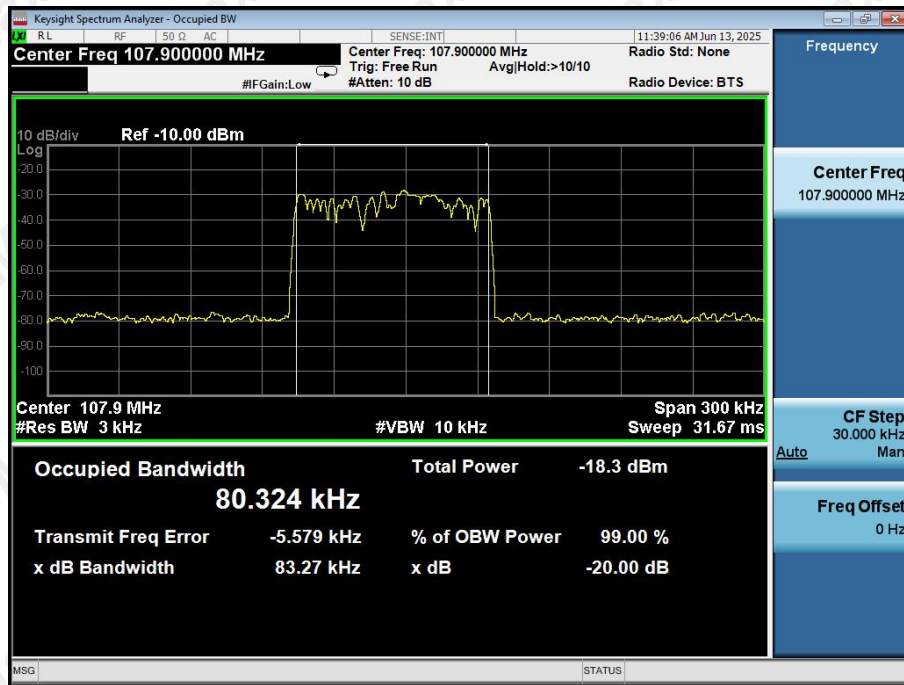 Keysight Spectrum Analyzer - Occupied BW
LXI RL RF 50 Ω AC SENSE:INT 11:39:06 AM Jun 13, 2025
Center Freq 107.900000 MHz
Center Freq: 107.900000 MHz Radio Std: None
Trig: Free Run Avg|Hold:>10/10
#IFGain:Low #Atten: 10 dB Radio Device: BTS
Frequency
10 dB/div Ref -10.00 dBm
Log
-20.0
-30.0
-40.0
-50.0
-60.0
-70.0
-80.0
-90.0
-100
Center 107.9 MHz Span 300 kHz
#Res BW 3 kHz #VBW 10 kHz Sweep 31.67 ms
Center Freq
107.900000 MHz
CF Step
30.000 kHz
Auto Man
Freq Offset
0 Hz
Occupied Bandwidth Total Power -18.3 dBm
80.324 kHz
Transmit Freq Error -5.579 kHz % of OBW Power 99.00 %
x dB Bandwidth 83.27 kHz x dB -20.00 dB
MSG STATUS